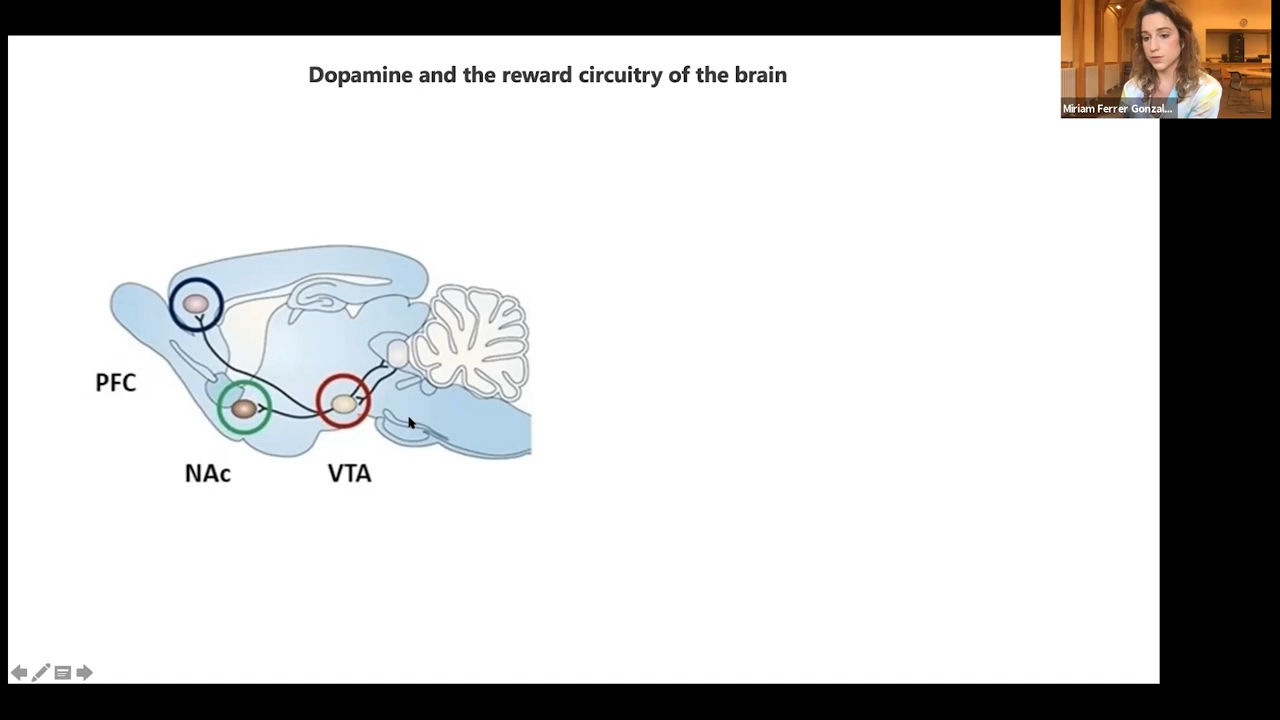 Dopamine and the reward circuitry of the brain
Miriam Ferrer Gonzal...
PFC
NAc
VTA